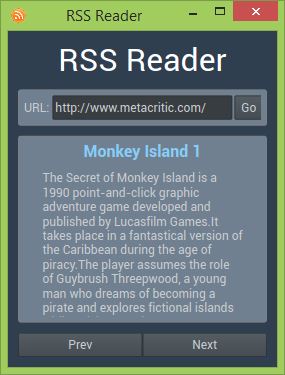 RSS Reader
RSS Reader
URL: http://www.metacritic.com/ Go
Monkey Island 1
The Secret of Monkey Island is a
1990 point-and-click graphic
adventure game developed and
published by Lucasfilm Games.It
takes place in a fantastical version of
the Caribbean during the age of
piracy.The player assumes the role
of Guybrush Threepwood, a young
man who dreams of becoming a
pirate and explores fictional islands
Prev Next